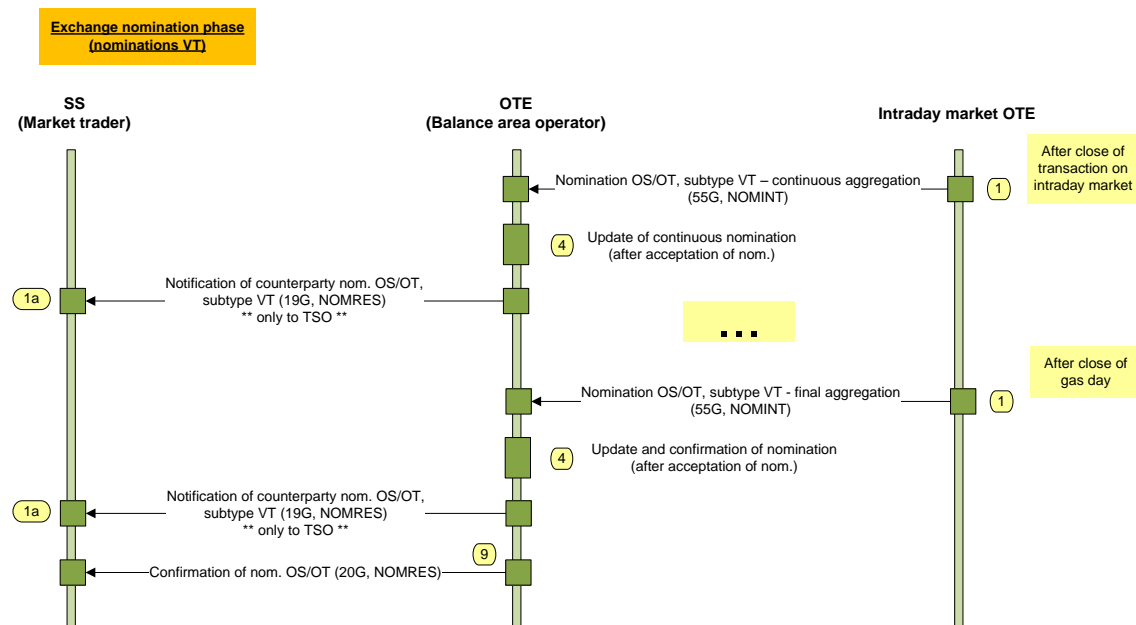 Exchange nomination phase
(nominations VT)
SS
(Market trader)
OTE
(Balance area operator)
Intraday market OTE
After close of
transaction on
intraday market
Nomination OS/OT, subtype VT – continuous aggregation
(55G, NOMINT)
1
4
Update of continuous nomination
(after acceptation of nom.)
1a
Notification of counterparty nom. OS/OT,
subtype VT (19G, NOMRES)
** only to TSO **
...
After close of
gas day
Nomination OS/OT, subtype VT - final aggregation
(55G, NOMINT)
1
4
Update and confirmation of nomination
(after acceptation of nom.)
1a
Notification of counterparty nom. OS/OT,
subtype VT (19G, NOMRES)
** only to TSO **
9
Confirmation of nom. OS/OT (20G, NOMRES)